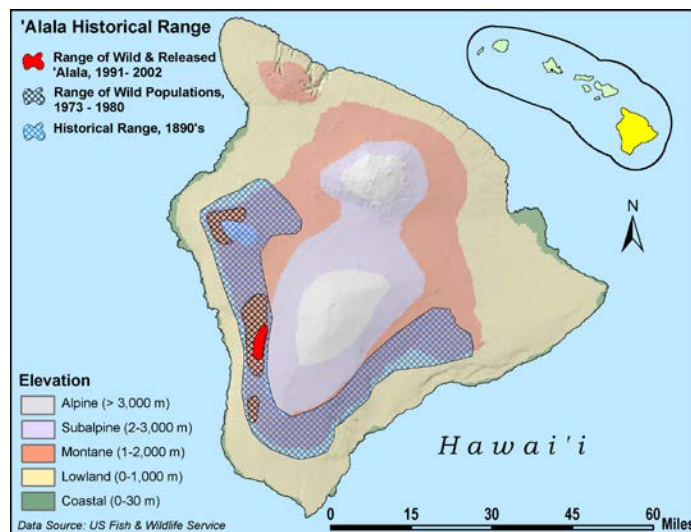 'Alala Historical Range
Range of Wild & Released
'Alala, 1991- 2002
Range of Wild Populations,
1973 - 1980
Historical Range, 1890's
N
Elevation
Alpine (> 3,000 m)
Subalpine (2-3,000 m)
Montane (1-2,000 m)
Lowland (0-1,000 m)
Coastal (0-30 m)
Data Source: US Fish & Wildlife Service
Hawai'i
0 15 30 45 60
Miles